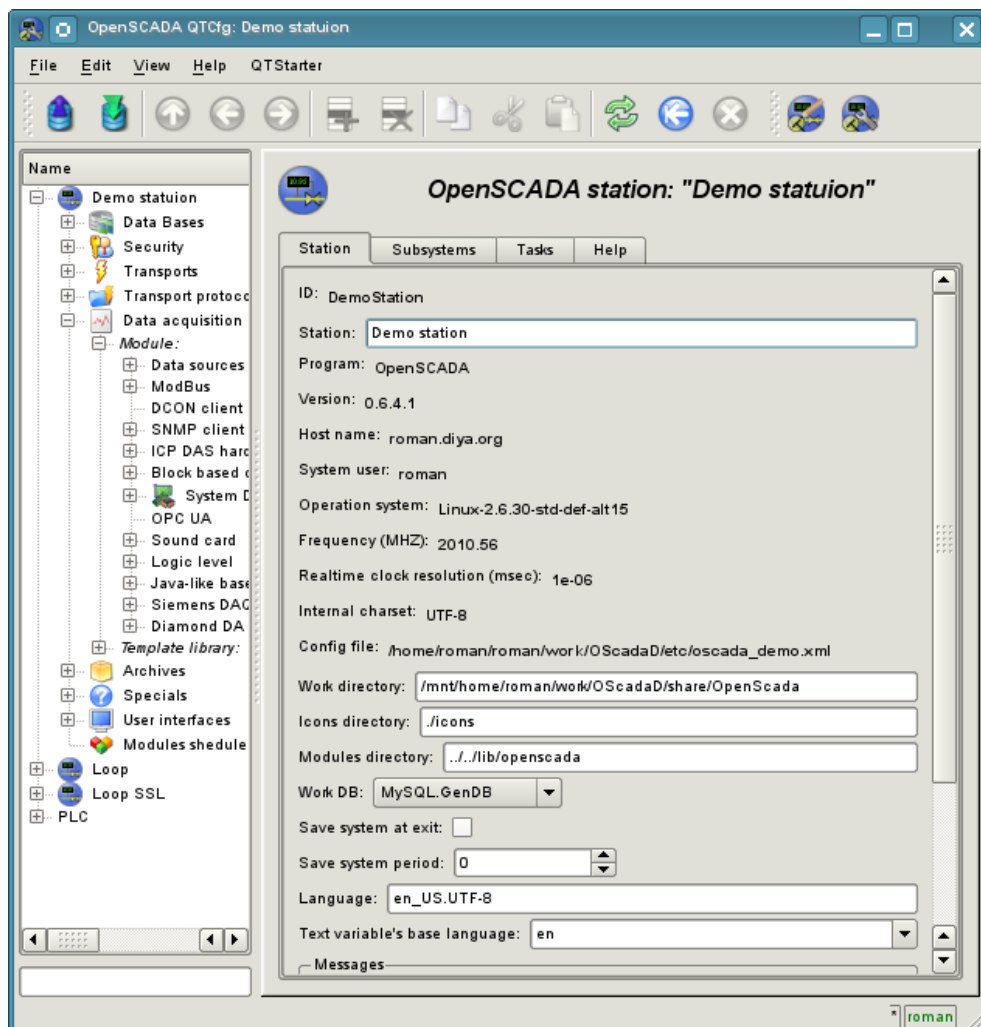 OpenSCADA QTCfg: Demo statuion
File Edit View Help QTStarter
Name
Demo statuion
Data Bases
Security
Transports
Transport protocc
Data acquisition
Module:
Data sources
ModBus
DCON client
SNMP client
ICP DAS hard
Block based c
System D
OPC UA
Sound card
Logic level
Java-like base
Siemens DAQ
Diamond DA
Template library:
Archives
Specials
User interfaces
Modules shedule
Loop
Loop SSL
PLC
OpenSCADA station: "Demo statuion"
Station Subsystems Tasks Help
ID: DemoStation
Station: Demo station
Program: OpenSCADA
Version: 0.6.4.1
Host name: roman.diya.org
System user: roman
Operation system: Linux-2.6.30-std-def-alt15
Frequency (MHZ): 2010.56
Realtime clock resolution (msec): 1e-06
Internal charset: UTF-8
Config file: /home/roman/roman/work/OScadaD/etc/oscada_demo.xml
Work directory: /mnt/home/roman/work/OScadaD/share/OpenScada
Icons directory: ./icons
Modules directory: ../../lib/openscada
Work DB: MySQL.GenDB
Save system at exit:
Save system period: 0
Language: en_US.UTF-8
Text variable's base language: en
Messages
* roman